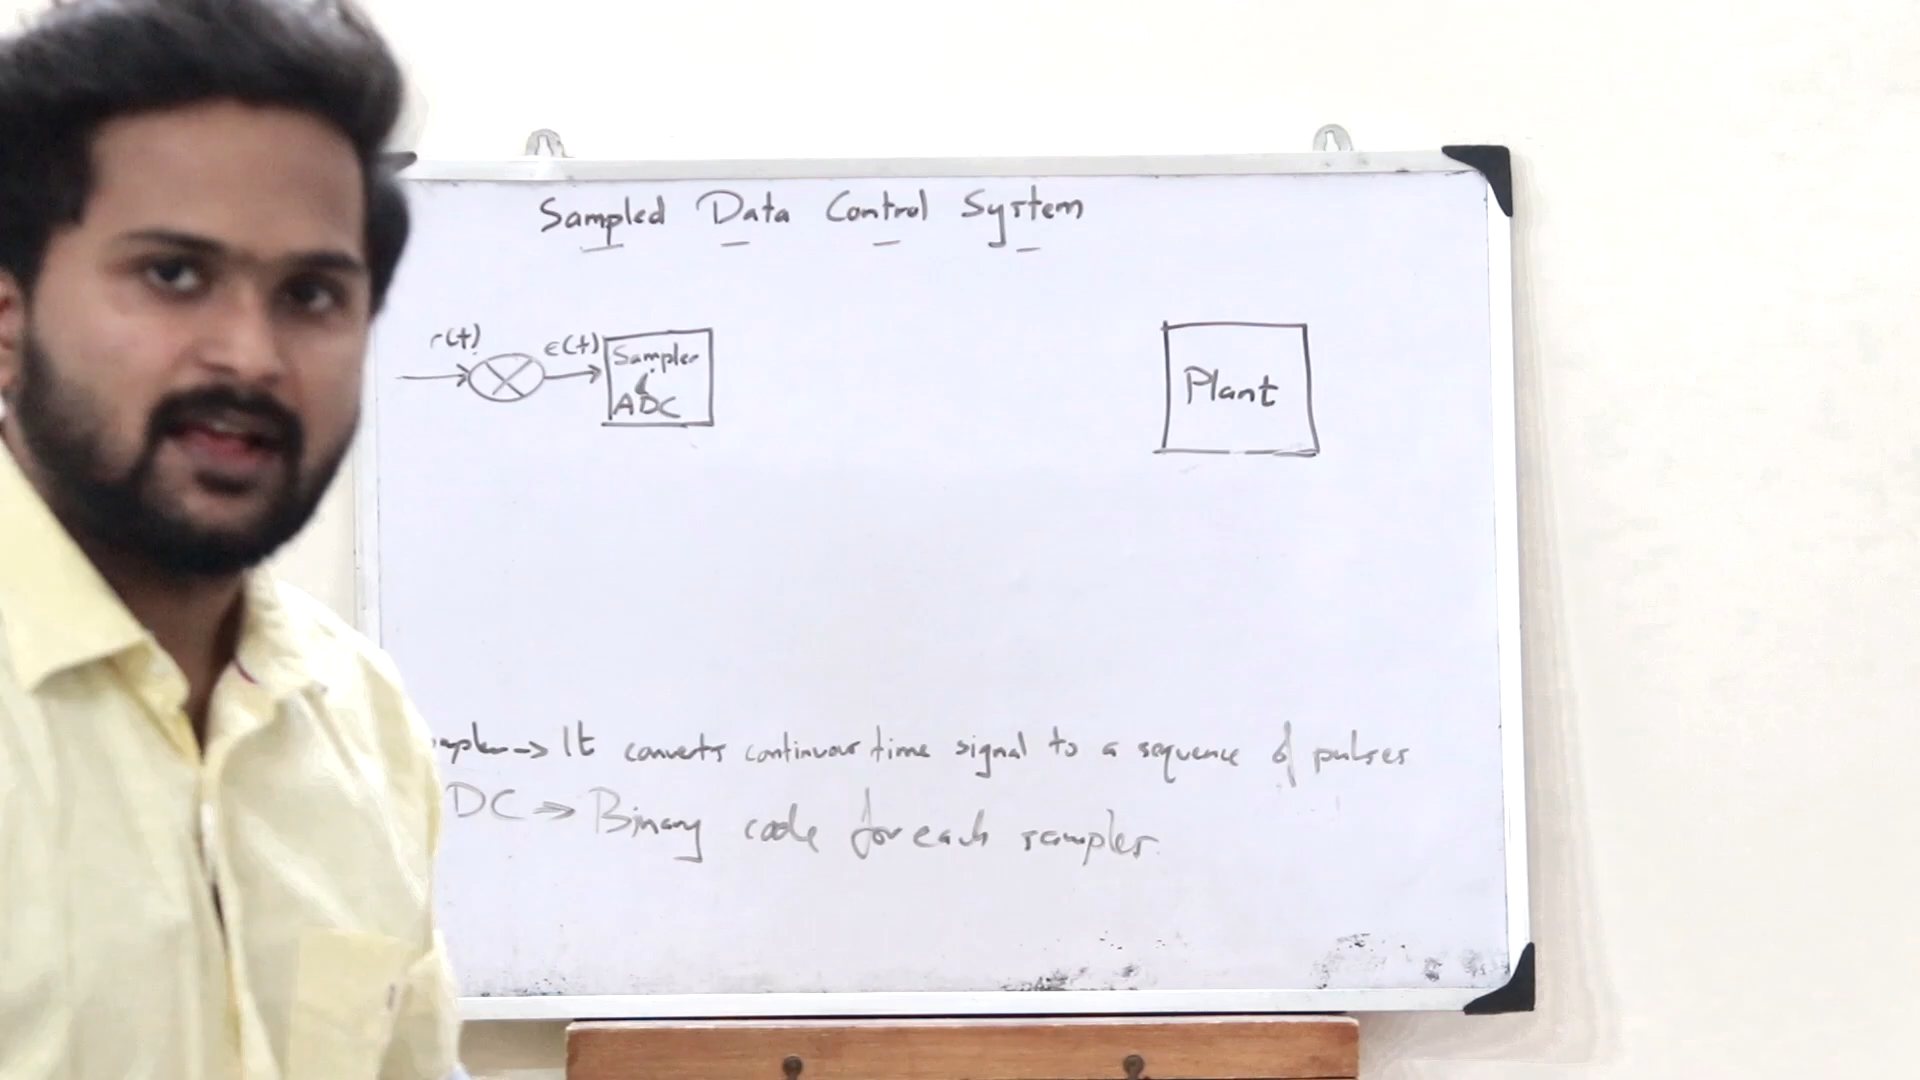 Sampled Data Control System
r(t)
e(t)
Sampler
&
ADC
Plant
mpler -> It converts continuous time signal to a sequence of pulses
DC => Binary code for each sampler.